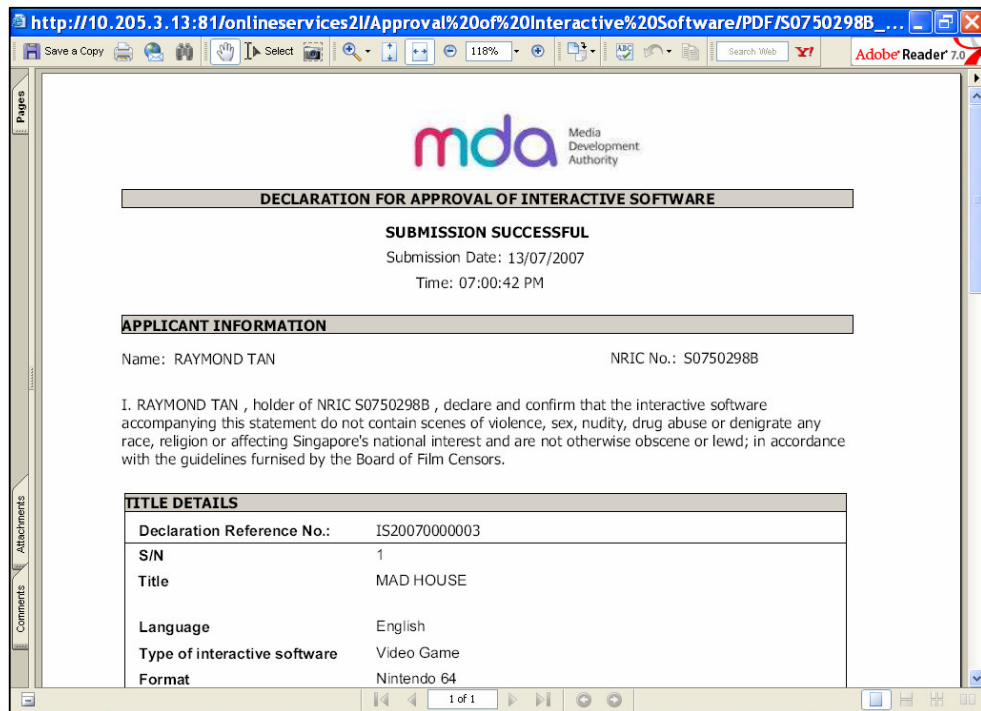 http://10.205.3.13:81/onlineservices2I/Approval%20of%20Interactive%20Software/PDF/S0750298B_...
Save a Copy Select 118% Search Web Y! Adobe Reader 7.0
Pages
mda Media
Development
Authority
DECLARATION FOR APPROVAL OF INTERACTIVE SOFTWARE
SUBMISSION SUCCESSFUL
Submission Date: 13/07/2007
Time: 07:00:42 PM
APPLICANT INFORMATION
Name: RAYMOND TAN NRIC No.: S0750298B
I. RAYMOND TAN , holder of NRIC S0750298B , declare and confirm that the interactive software
accompanying this statement do not contain scenes of violence, sex, nudity, drug abuse or denigrate any
race, religion or affecting Singapore's national interest and are not otherwise obscene or lewd; in accordance
with the guidelines furnished by the Board of Film Censors.
Attachments
Comments
TITLE DETAILS
Declaration Reference No.: IS20070000003
S/N 1
Title MAD HOUSE
Language English
Type of interactive software Video Game
Format Nintendo 64
1 of 1